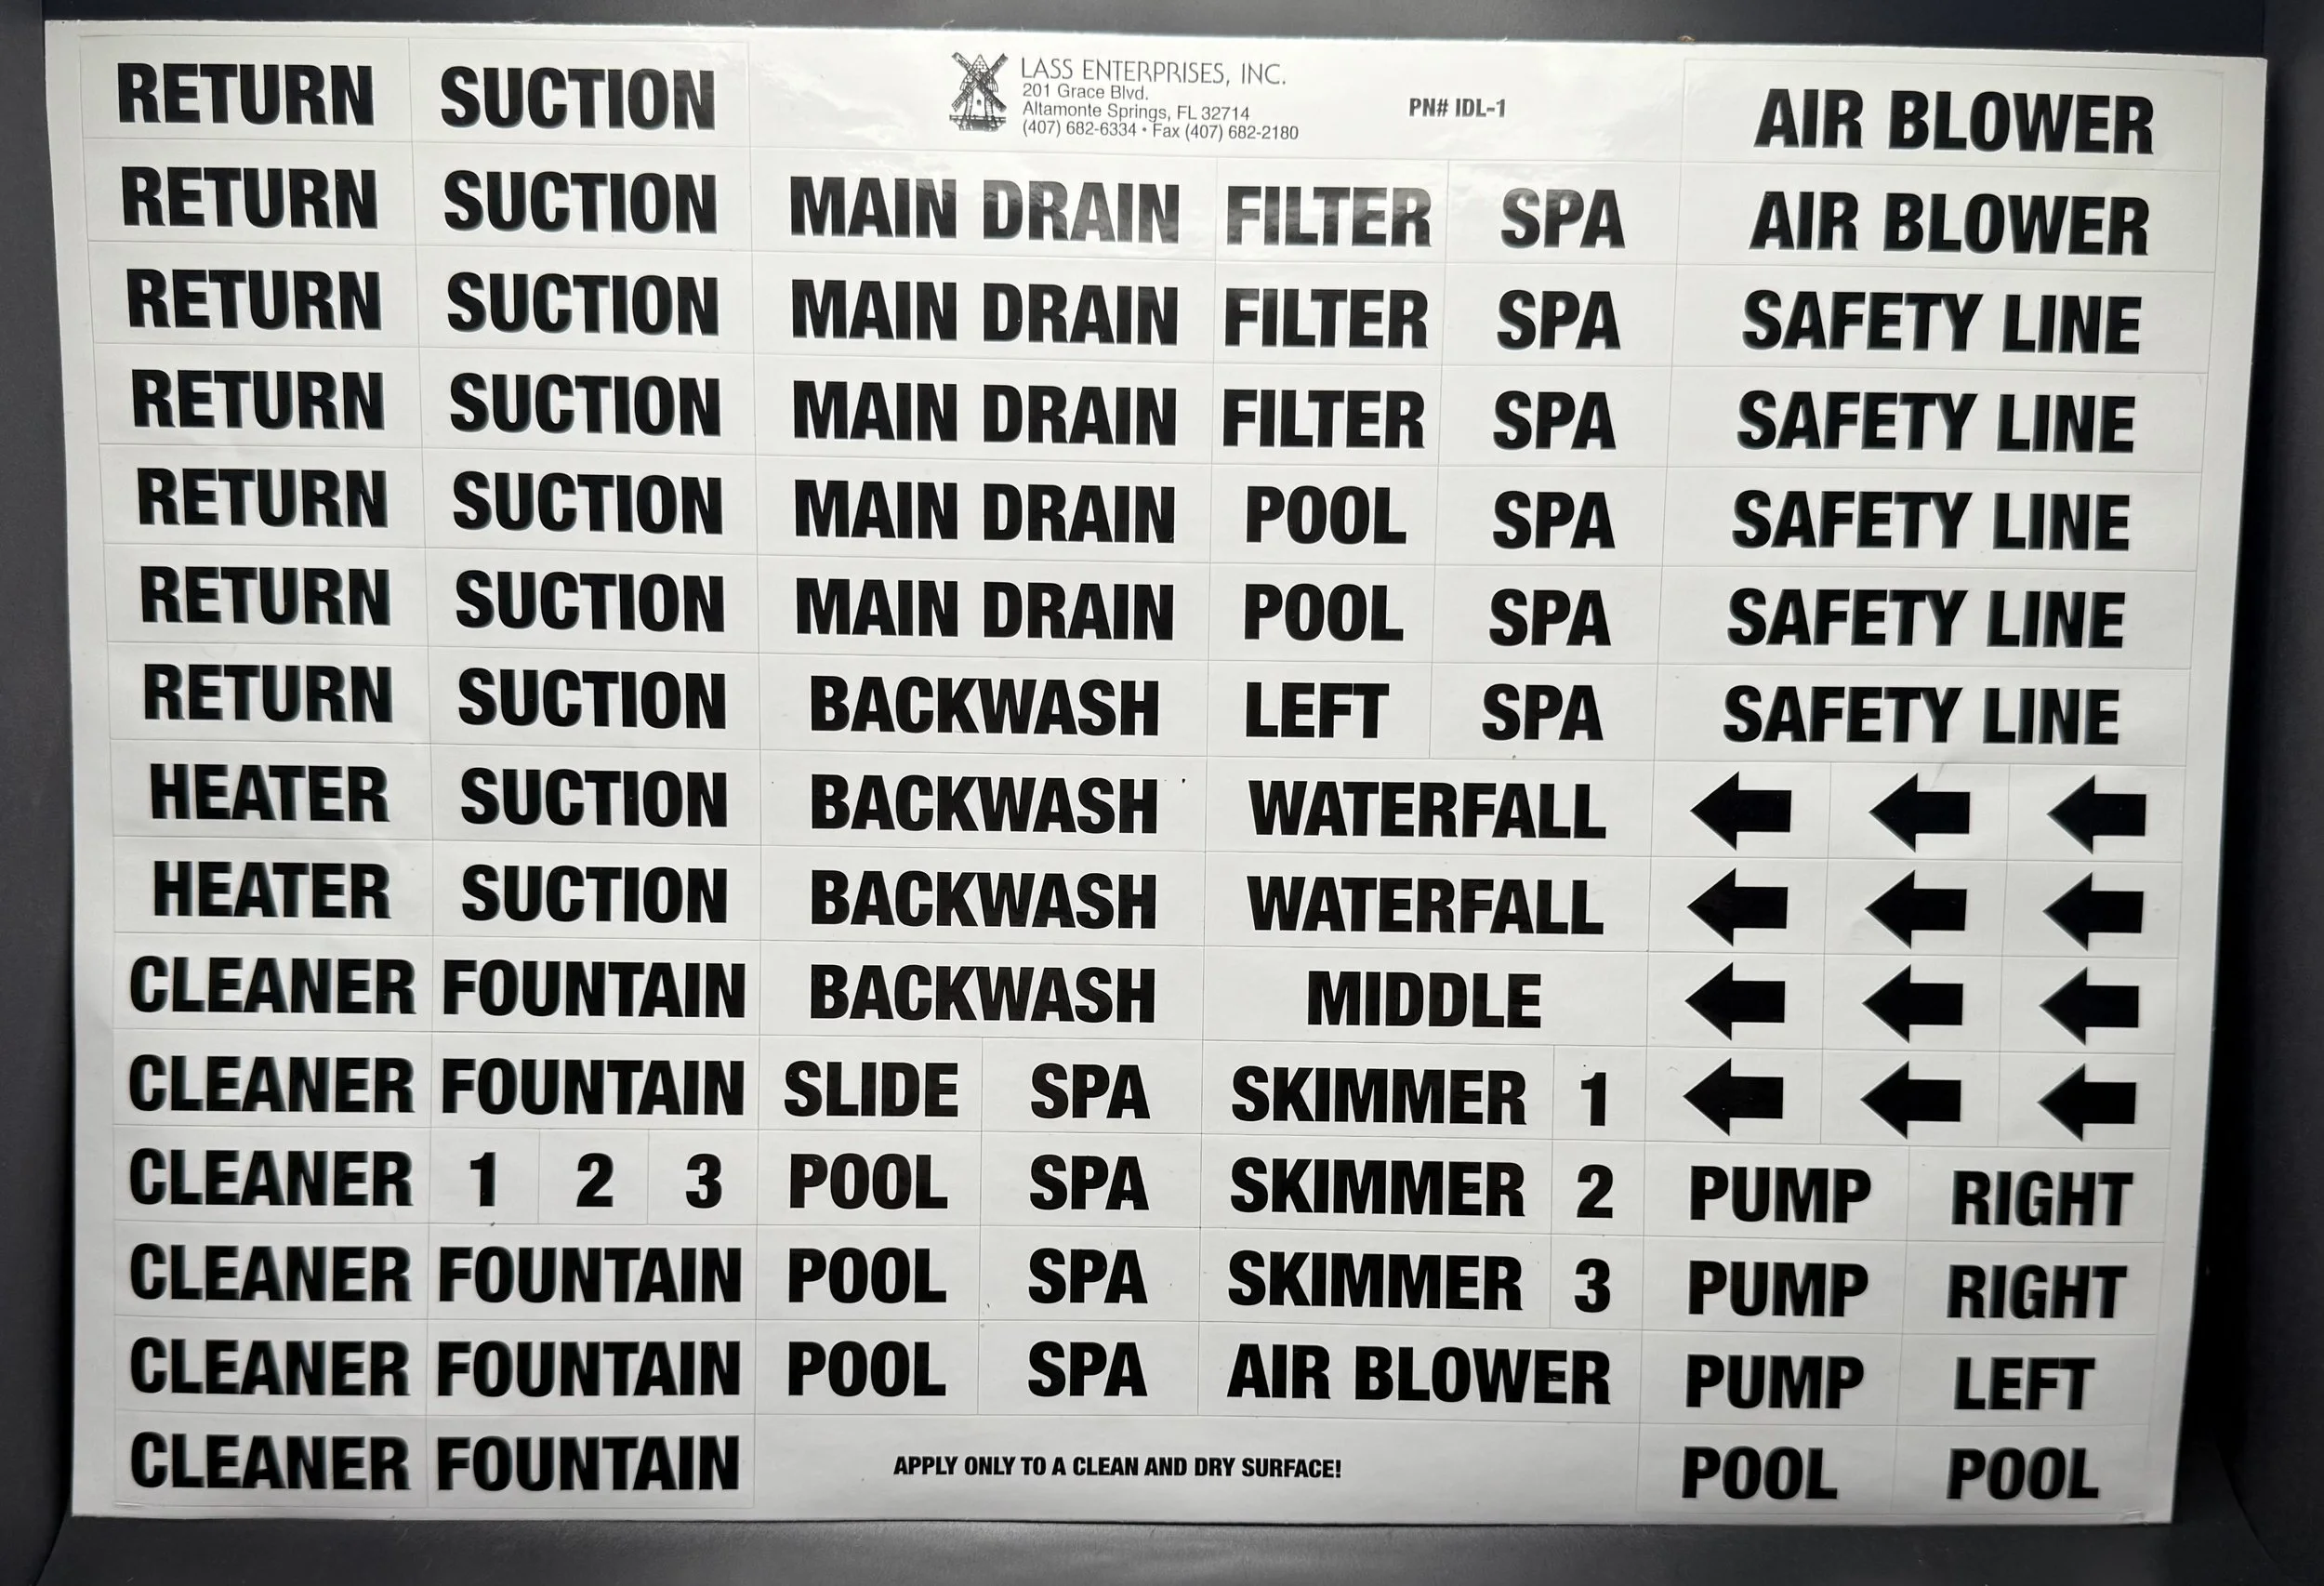 RETURN SUCTION LASS ENTERPRISES, INC. PN# IDL-1 AIR BLOWER
201 Grace Blvd.
Altamonte Springs, FL 32714
(407) 682-6334 • Fax (407) 682-2180
RETURN SUCTION MAIN DRAIN FILTER SPA AIR BLOWER
RETURN SUCTION MAIN DRAIN FILTER SPA SAFETY LINE
RETURN SUCTION MAIN DRAIN FILTER SPA SAFETY LINE
RETURN SUCTION MAIN DRAIN POOL SPA SAFETY LINE
RETURN SUCTION MAIN DRAIN POOL SPA SAFETY LINE
RETURN SUCTION BACKWASH LEFT SPA SAFETY LINE
HEATER SUCTION BACKWASH WATERFALL
HEATER SUCTION BACKWASH WATERFALL
CLEANER FOUNTAIN BACKWASH MIDDLE
CLEANER FOUNTAIN SLIDE SPA SKIMMER 1
CLEANER 1 2 3 POOL SPA SKIMMER 2 PUMP RIGHT
CLEANER FOUNTAIN POOL SPA SKIMMER 3 PUMP RIGHT
CLEANER FOUNTAIN POOL SPA AIR BLOWER PUMP LEFT
CLEANER FOUNTAIN APPLY ONLY TO A CLEAN AND DRY SURFACE! POOL POOL